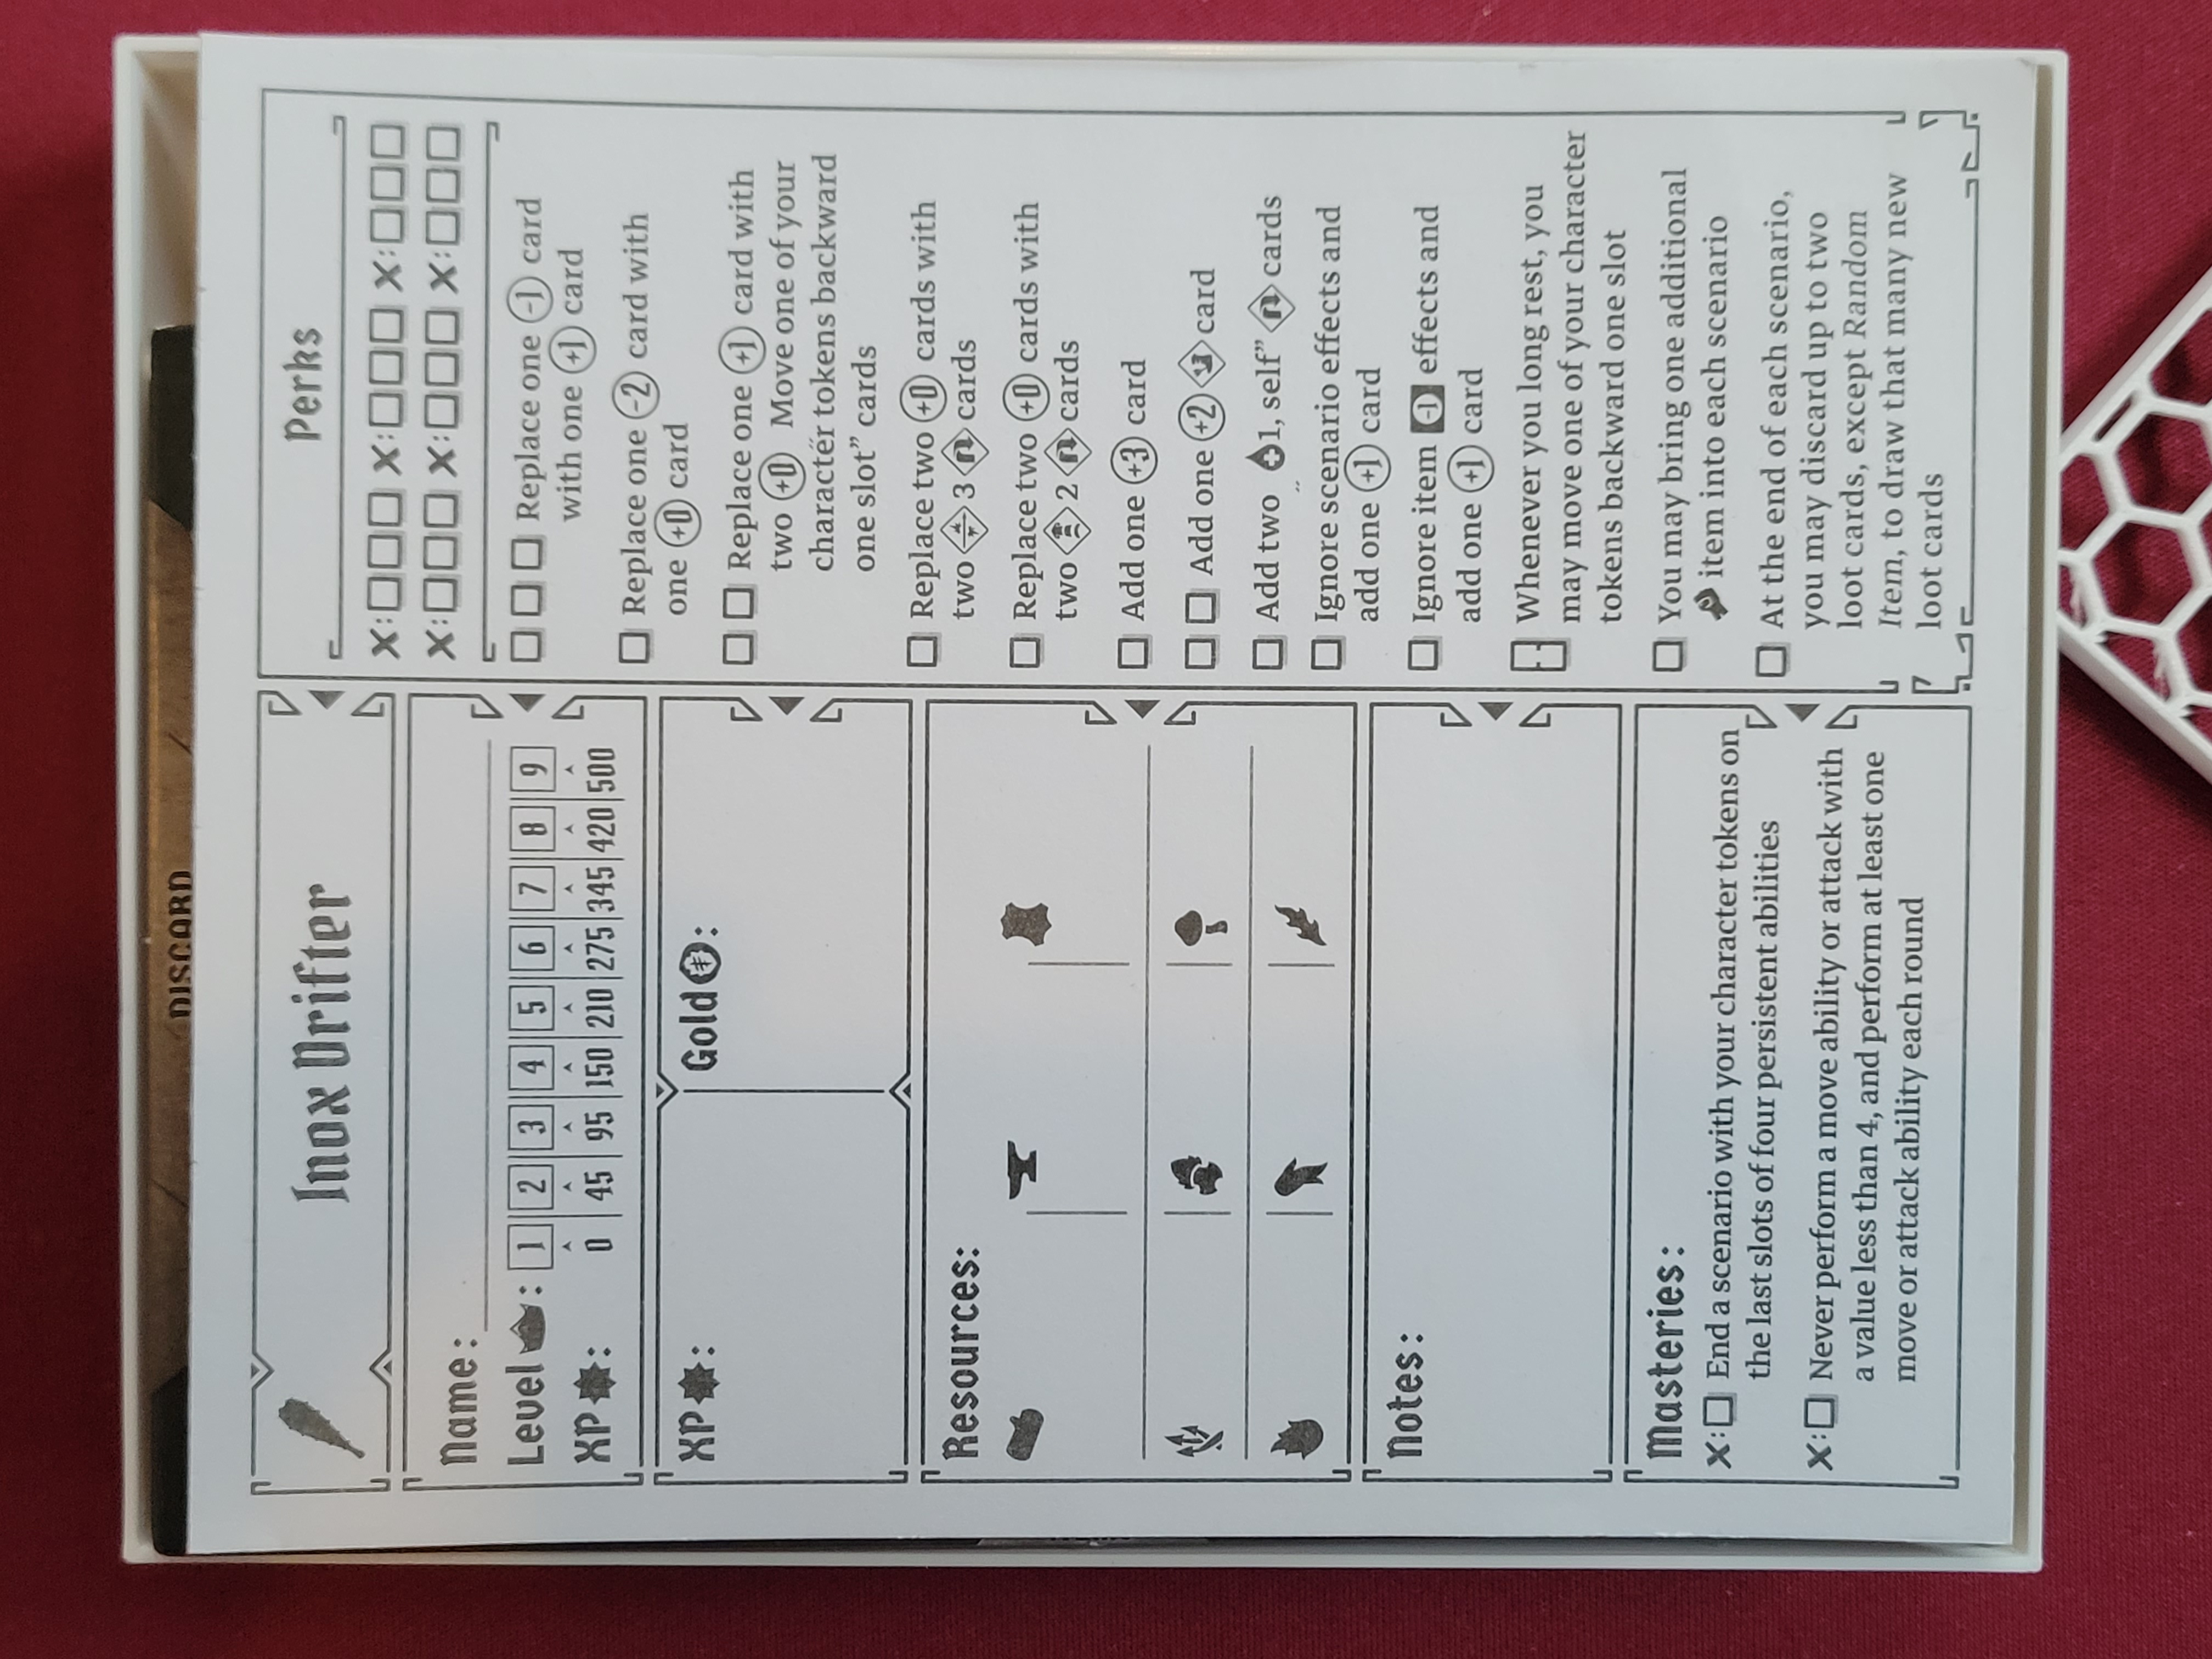 DISCARD
Inox Drifter
Name:
Level: 1 2 3 4 5 6 7 8 9
XP: 0 45 95 150 210 275 345 420 500
XP:
Gold:
Resources:
Notes:
Masteries:
X: End a scenario with your character tokens on
the last slots of four persistent abilities
X: Never perform a move ability or attack with
a value less than 4, and perform at least one
move or attack ability each round
Perks
X: X: X:
X: X: X:
Replace one -1 card
with one +1 card
Replace one -2 card with
one +0 card
Replace one +1 card with
two +0 Move one of your
character tokens backward
one slot” cards
Replace two +0 cards with
two 3 cards
Replace two +0 cards with
two 2 cards
Add one +3 card
Add one +2 card
Add two “ +1, self” cards
Ignore scenario effects and
add one +1 card
Ignore item -1 effects and
add one +1 card
Whenever you long rest, you
may move one of your character
tokens backward one slot
You may bring one additional
item into each scenario
At the end of each scenario,
you may discard up to two
loot cards, except Random
Item, to draw that many new
loot cards